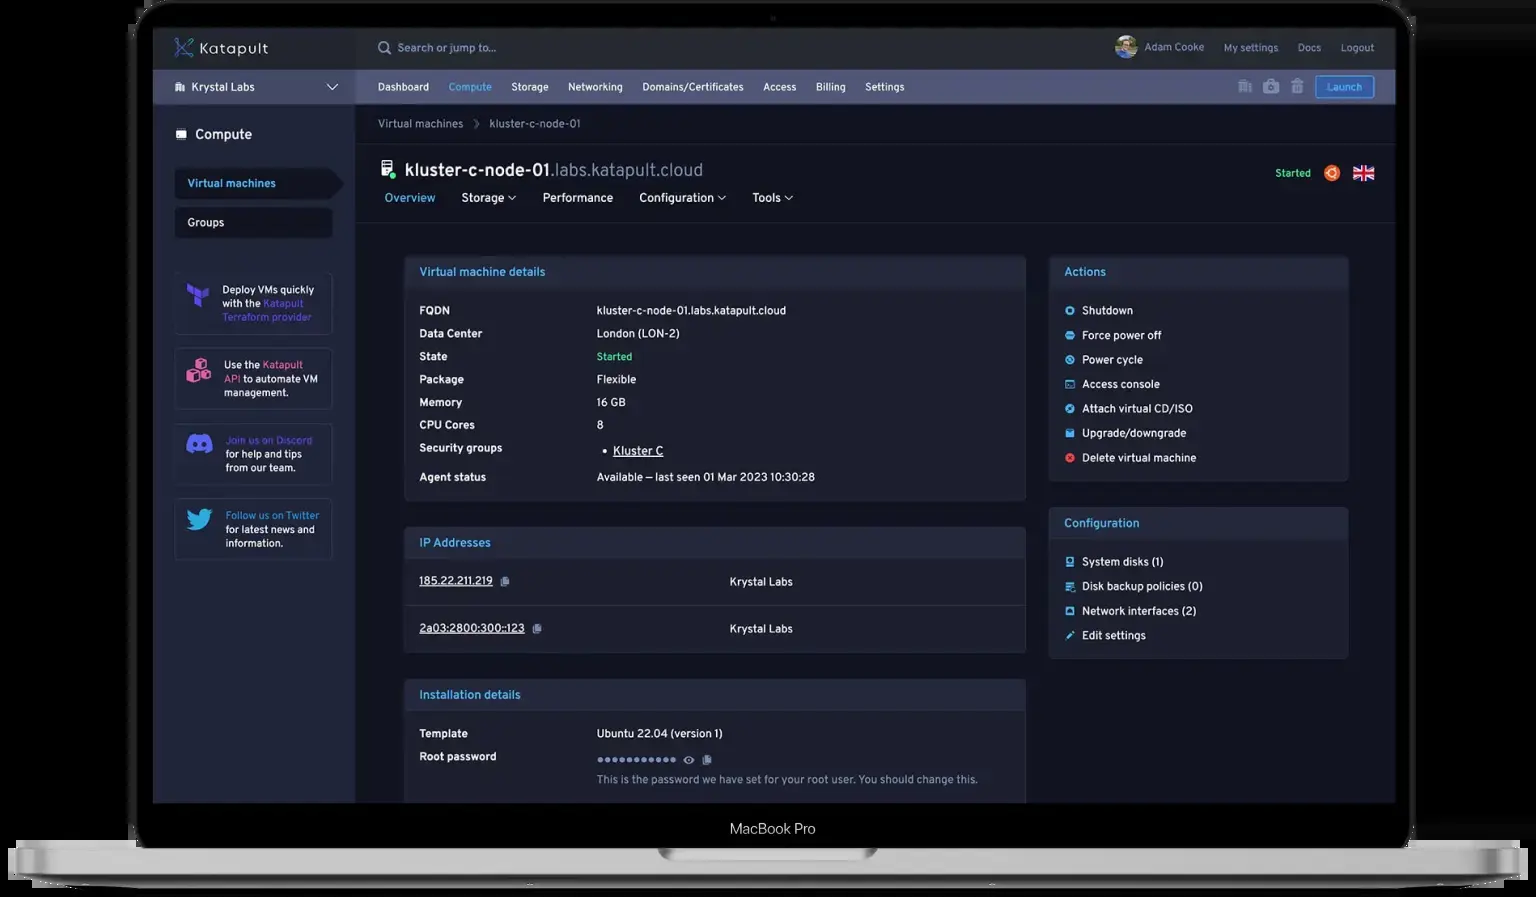 Katapult
Search or jump to...
Adam Cooke
My settings
Docs
Logout
Krystal Labs
Dashboard
Compute
Storage
Networking
Domains/Certificates
Access
Billing
Settings
Launch
Compute
Virtual machines
Groups
Deploy VMs quickly
with the Katapult
Terraform provider
Use the Katapult
API to automate VM
management.
Join us on Discord
for help and tips
from our team.
Follow us on Twitter
for latest news and
information.
Virtual machines
kluster-c-node-01
kluster-c-node-01.labs.katapult.cloud
Started
Overview
Storage
Performance
Configuration
Tools
Virtual machine details
FQDN kluster-c-node-01.labs.katapult.cloud
Data Center London (LON-2)
State Started
Package Flexible
Memory 16 GB
CPU Cores 8
Security groups • Kluster C
Agent status Available – last seen 01 Mar 2023 10:30:28
IP Addresses
185.22.211.219 Krystal Labs
2a03:2800:300::123 Krystal Labs
Installation details
Template Ubuntu 22.04 (version 1)
Root password •••••••••••
This is the password we have set for your root user. You should change this.
Actions
Shutdown
Force power off
Power cycle
Access console
Attach virtual CD/ISO
Upgrade/downgrade
Delete virtual machine
Configuration
System disks (1)
Disk backup policies (0)
Network interfaces (2)
Edit settings
MacBook Pro